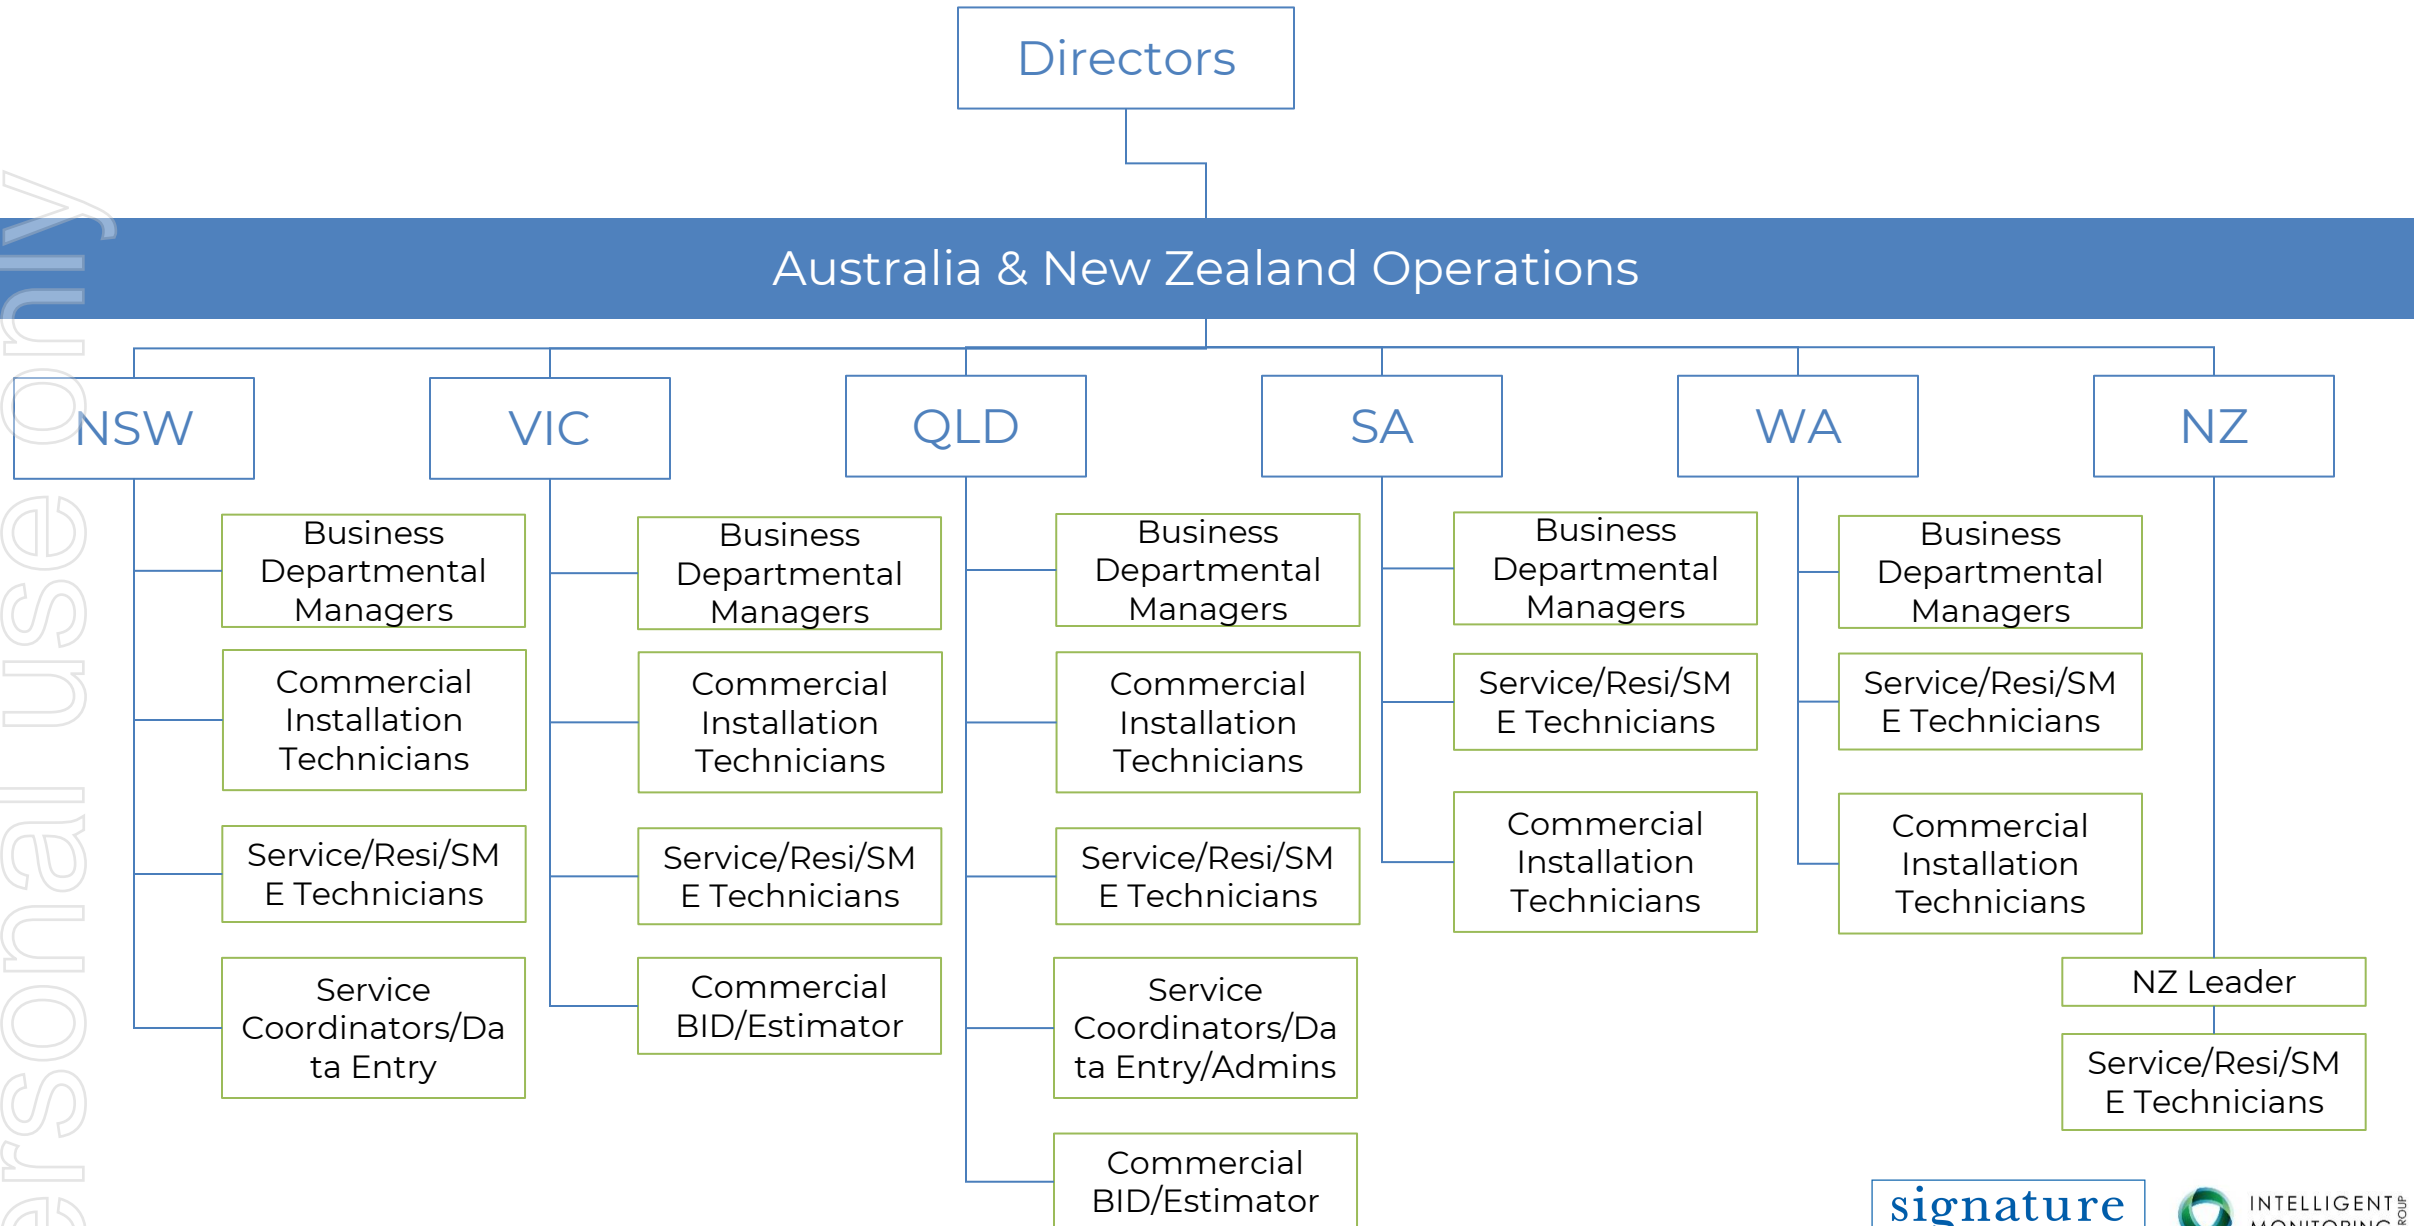 Directors
Australia & New Zealand Operations
NSW
VIC
QLD
SA
WA
NZ
Business
Departmental
Managers
Commercial
Installation
Technicians
Service/Resi/SM
E Technicians
Service
Coordinators/Da
ta Entry
Business
Departmental
Managers
Commercial
Installation
Technicians
Service/Resi/SM
E Technicians
Commercial
BID/Estimator
Business
Departmental
Managers
Commercial
Installation
Technicians
Service/Resi/SM
E Technicians
Service
Coordinators/Da
ta Entry/Admins
Commercial
BID/Estimator
Business
Departmental
Managers
Service/Resi/SM
E Technicians
Commercial
Installation
Technicians
Business
Departmental
Managers
Service/Resi/SM
E Technicians
Commercial
Installation
Technicians
NZ Leader
Service/Resi/SM
E Technicians
signature
INTELLIGENT
MONITORING
GROUP
ersonal use only